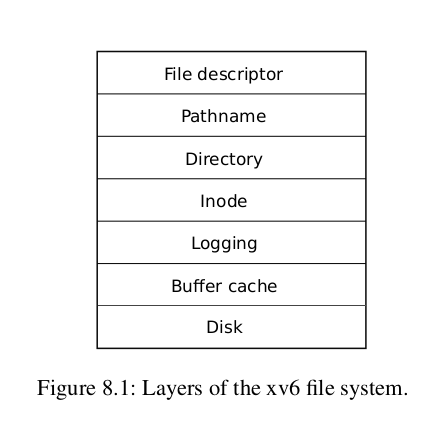 File descriptor
Pathname
Directory
Inode
Logging
Buffer cache
Disk
Figure 8.1: Layers of the xv6 file system.